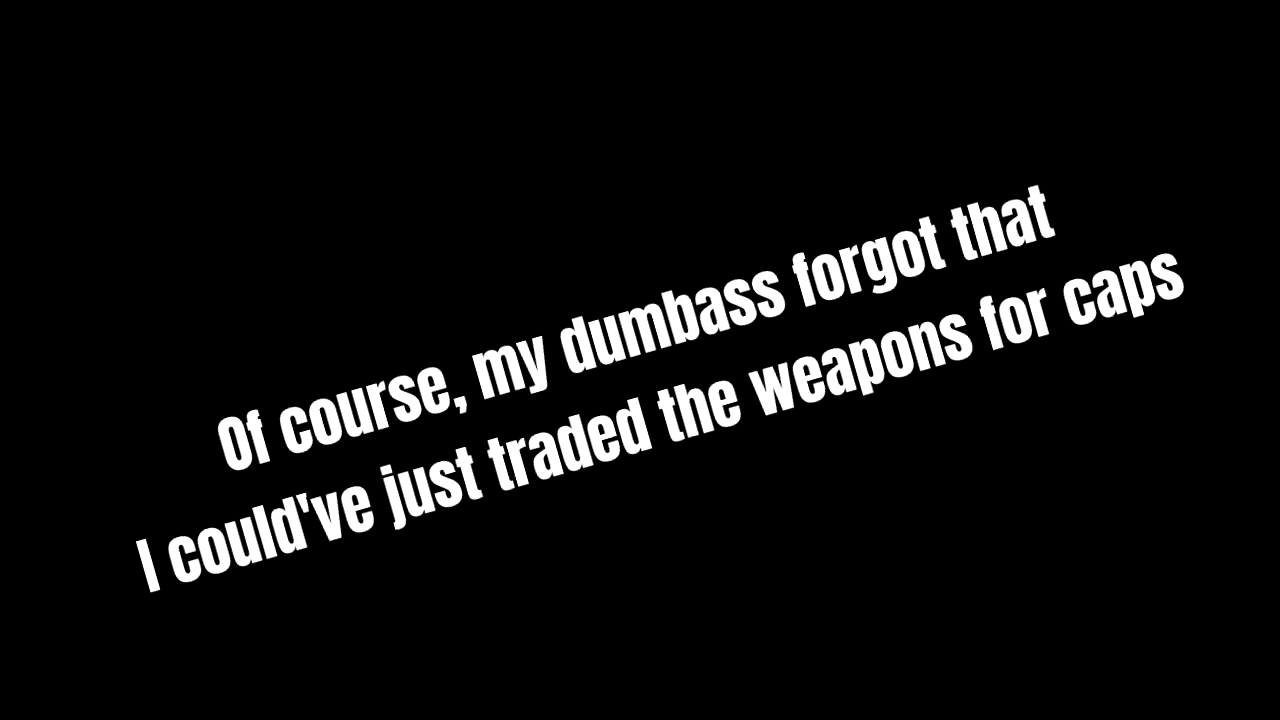 Of course, my dumbass forgot that
I could've just traded the weapons for caps